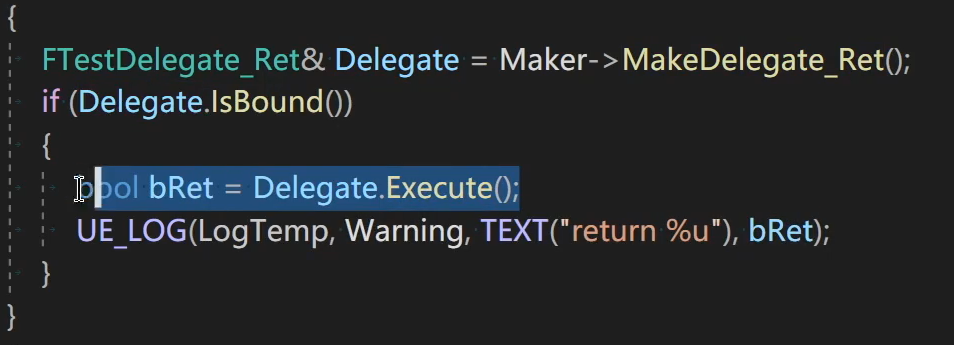 {
FTestDelegate_Ret& Delegate = Maker->MakeDelegate_Ret();
if (Delegate.IsBound())
{
bool bRet = Delegate.Execute();
UE_LOG(LogTemp, Warning, TEXT("return %u"), bRet);
}
}